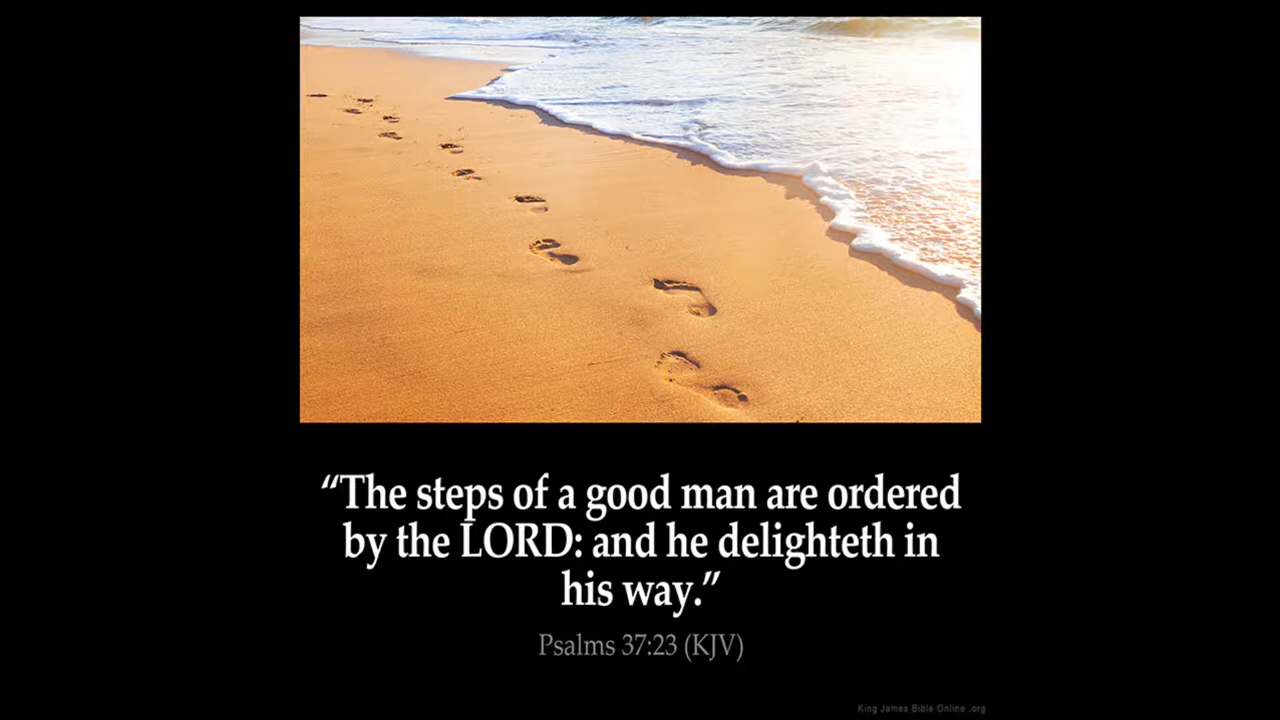 “The steps of a good man are ordered
by the LORD: and he delighteth in
his way.”
Psalms 37:23 (KJV)
King James Bible Online .org